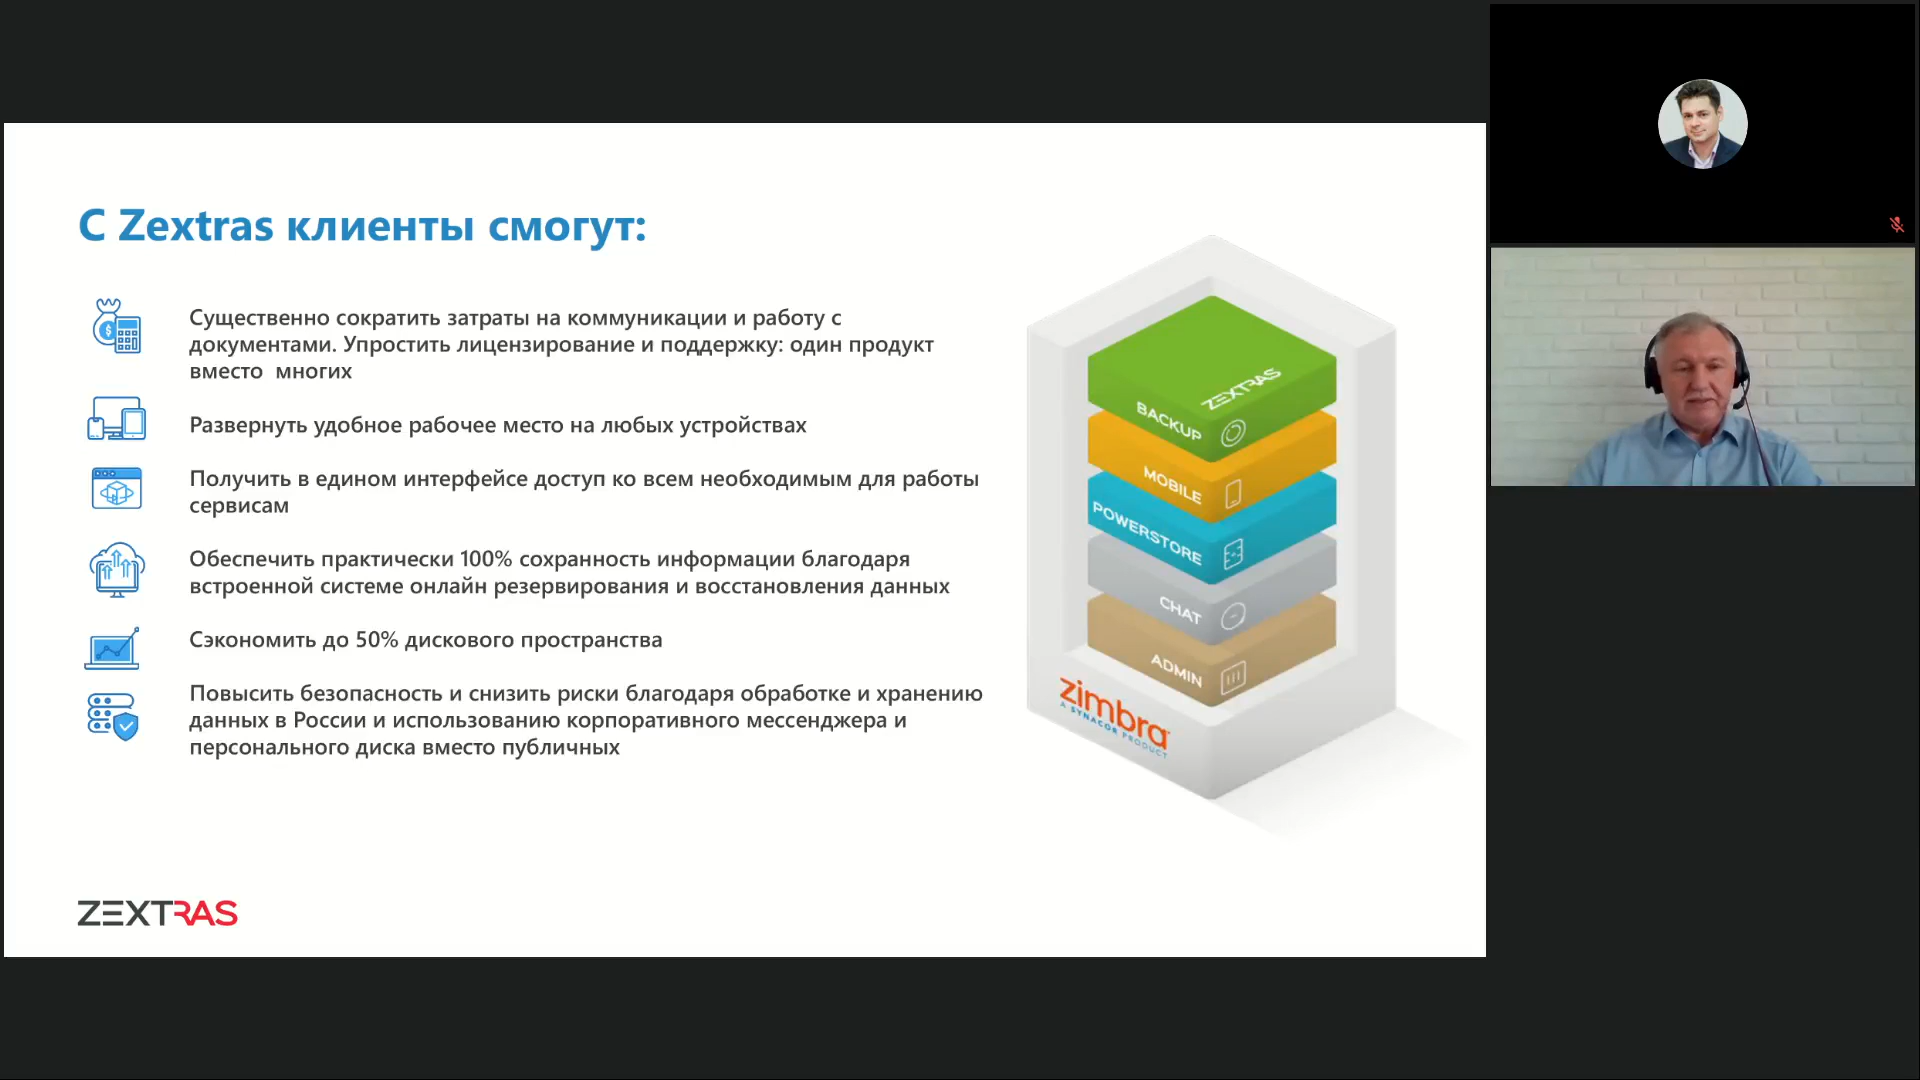 С Zextras клиенты смогут:
Существенно сократить затраты на коммуникации и работу с
документами. Упростить лицензирование и поддержку: один продукт
вместо многих
Развернуть удобное рабочее место на любых устройствах
Получить в едином интерфейсе доступ ко всем необходимым для работы
сервисам
Обеспечить практически 100% сохранность информации благодаря
встроенной системе онлайн резервирования и восстановления данных
Сэкономить до 50% дискового пространства
Повысить безопасность и снизить риски благодаря обработке и хранению
данных в России и использованию корпоративного мессенджера и
персонального диска вместо публичных
ZEXTRAS
BACKUP
MOBILE
POWERSTORE
CHAT
ADMIN
zimbra
A SYNACOR PRODUCT
ZEXTRAS